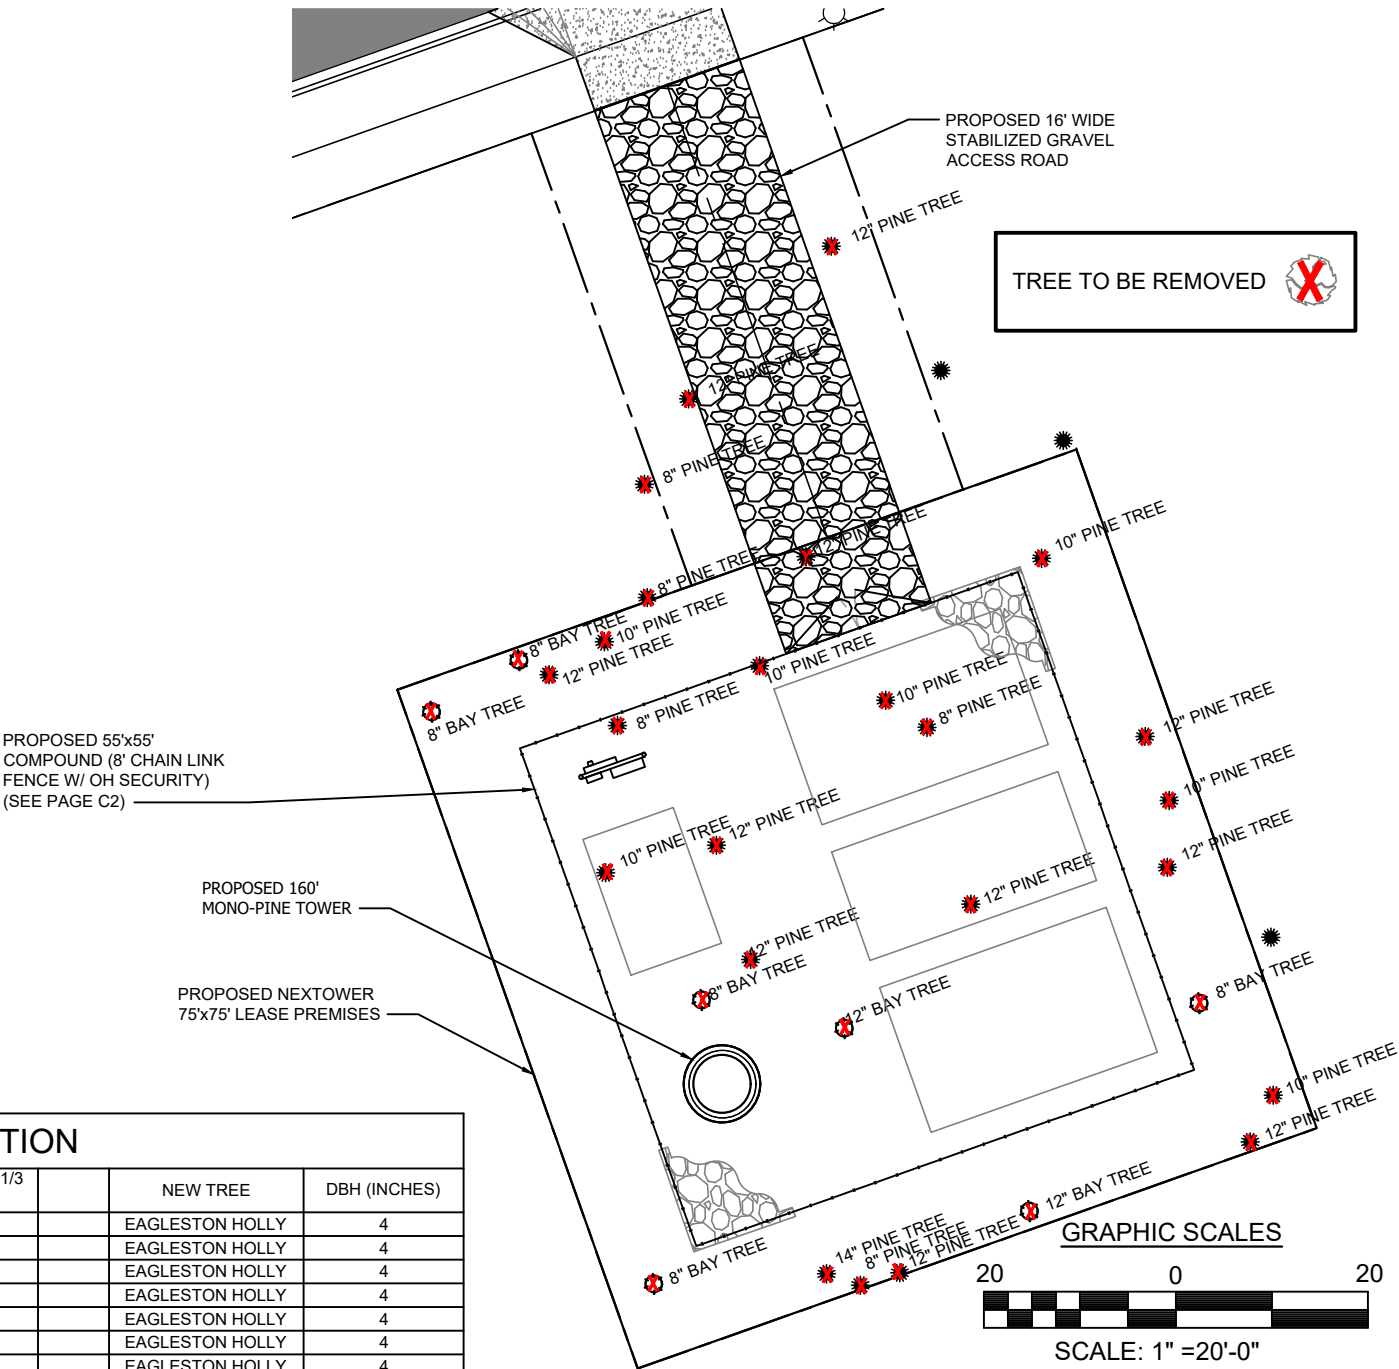 PROPOSED 16' WIDE
STABILIZED GRAVEL
ACCESS ROAD
12" PINE TREE
TREE TO BE REMOVED
12" PINE TREE
8" PINE TREE
12" PINE TREE
10" PINE TREE
8" PINE TREE
8" BAY TREE
10" PINE TREE
12" PINE TREE
10" PINE TREE
8" BAY TREE
8" PINE TREE
10" PINE TREE
8" PINE TREE
12" PINE TREE
10" PINE TREE
12" PINE TREE
PROPOSED 55'x55'
COMPOUND (8' CHAIN LINK
FENCE W/ OH SECURITY)
(SEE PAGE C2)
12" PINE TREE
10" PINE TREE
12" PINE TREE
PROPOSED 160'
MONO-PINE TOWER
12" PINE TREE
8" BAY TREE
12" BAY TREE
8" BAY TREE
PROPOSED NEXTOWER
75'x75' LEASE PREMISES
10" PINE TREE
12" PINE TREE
12" BAY TREE
8" BAY TREE
14" PINE TREE
8" PINE TREE
12" PINE TREE
TION
1/3 NEW TREE DBH (INCHES)
EAGLESTON HOLLY 4
EAGLESTON HOLLY 4
EAGLESTON HOLLY 4
EAGLESTON HOLLY 4
EAGLESTON HOLLY 4
EAGLESTON HOLLY 4
EAGLESTON HOLLY 4
GRAPHIC SCALES
20 0 20
SCALE: 1" =20'-0"